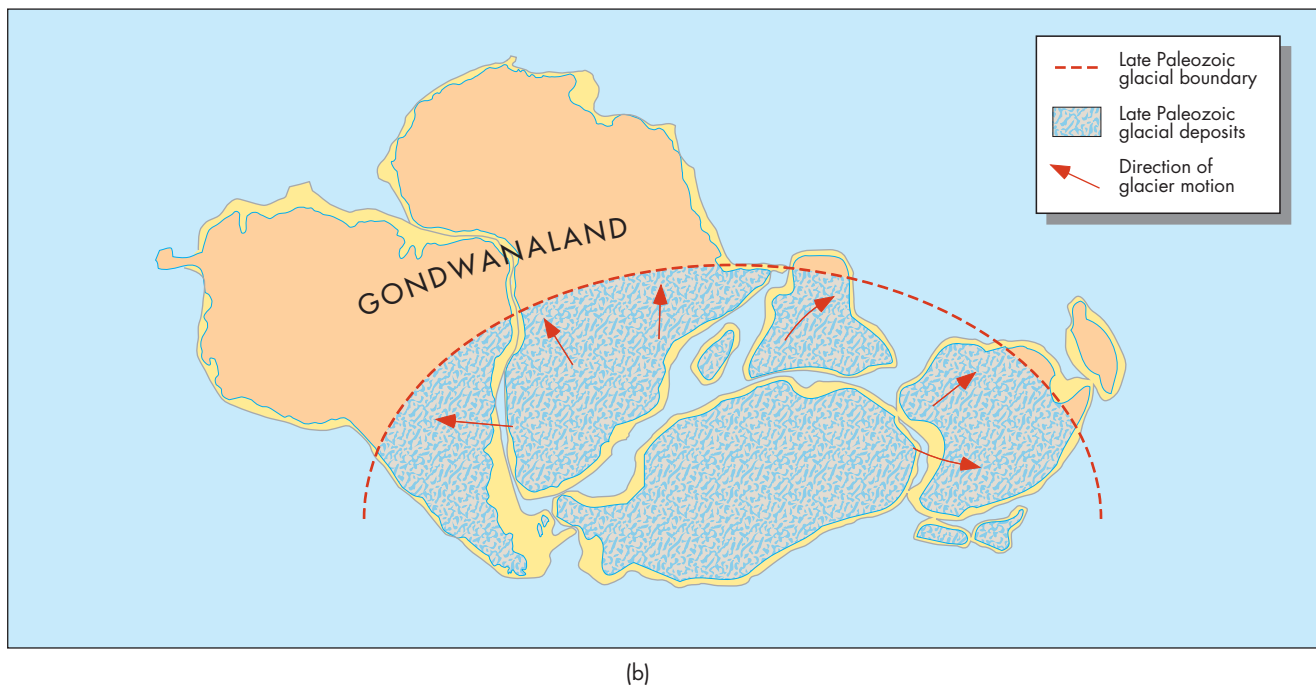 Late Paleozoic
glacial boundary
Late Paleozoic
glacial deposits
Direction of
glacier motion
GONDWANALAND
(b)